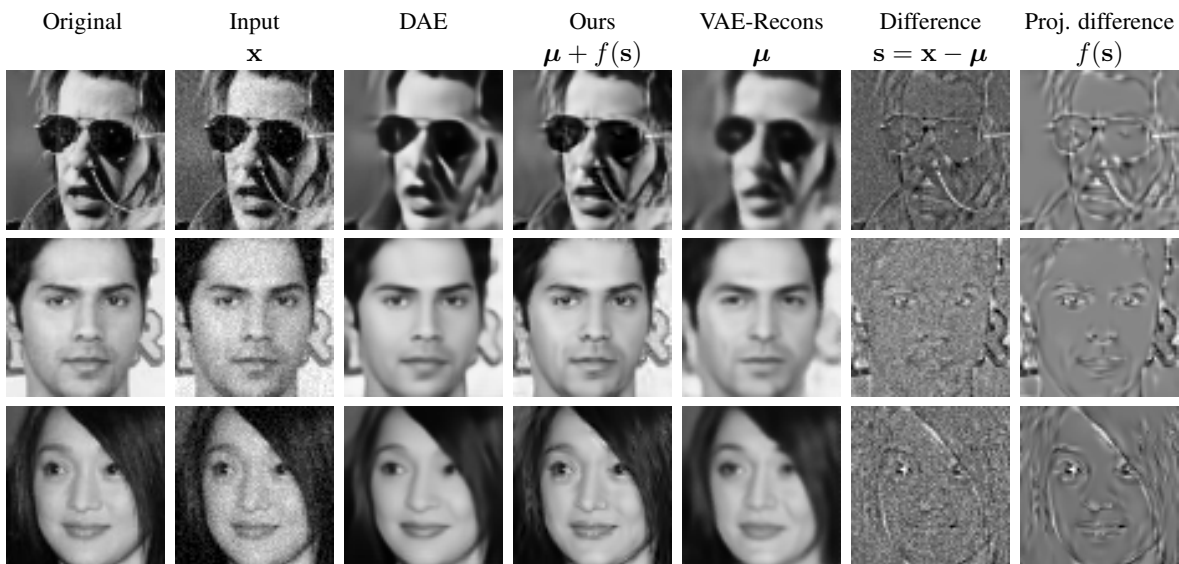 Original Input DAE Ours VAE-Recons Difference Proj. difference
x μ + f(s) μ s = x − μ f(s)